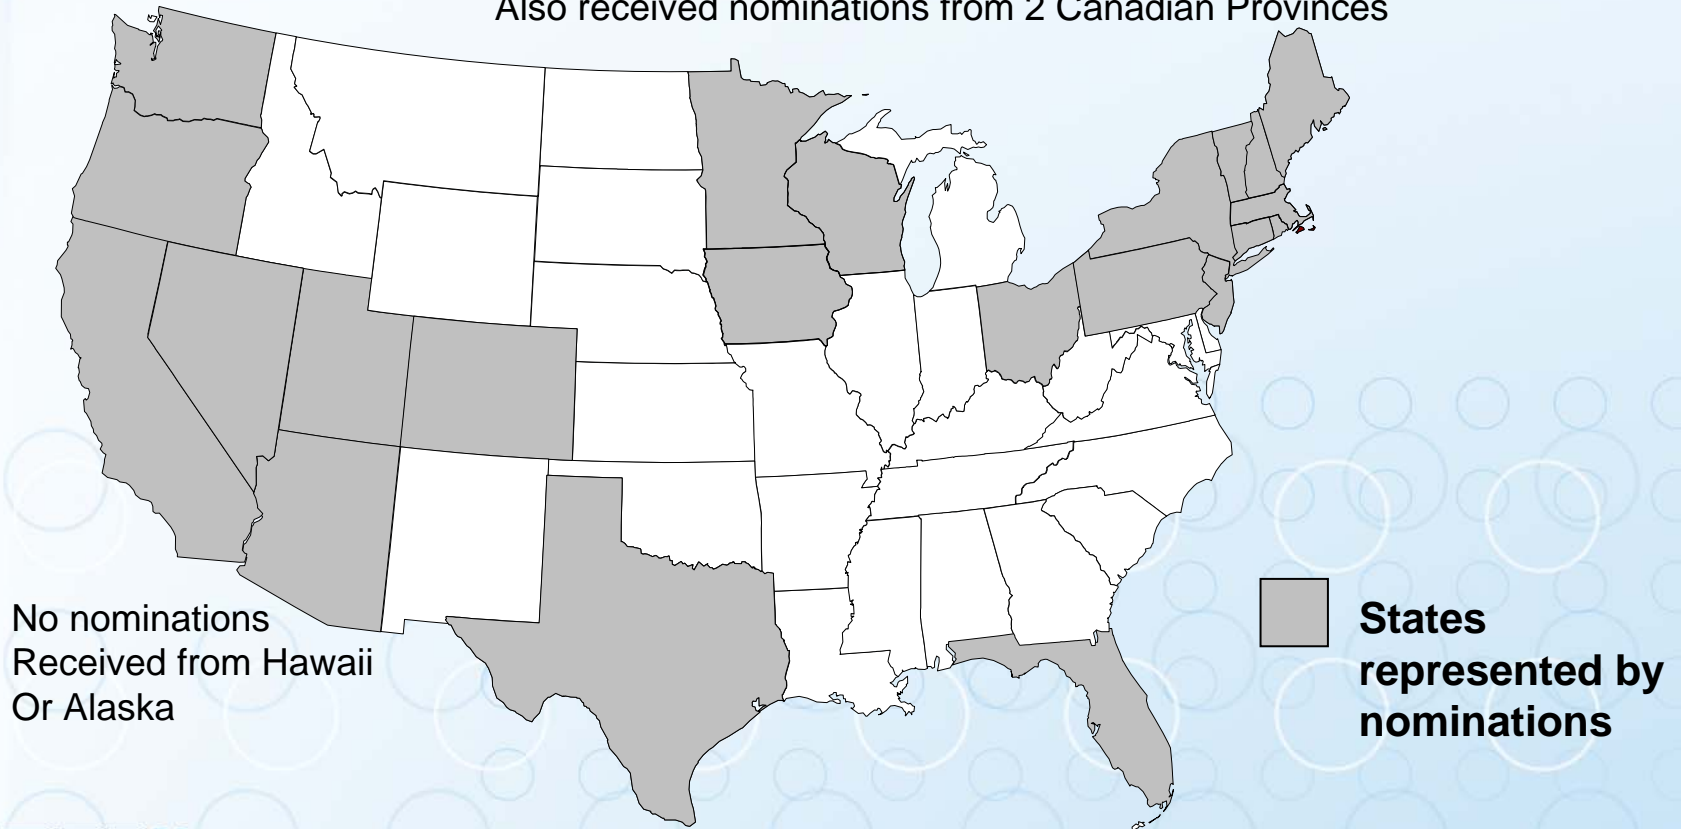 Also received nominations from 2 Canadian Provinces
No nominations
Received from Hawaii
Or Alaska
States
represented by
nominations